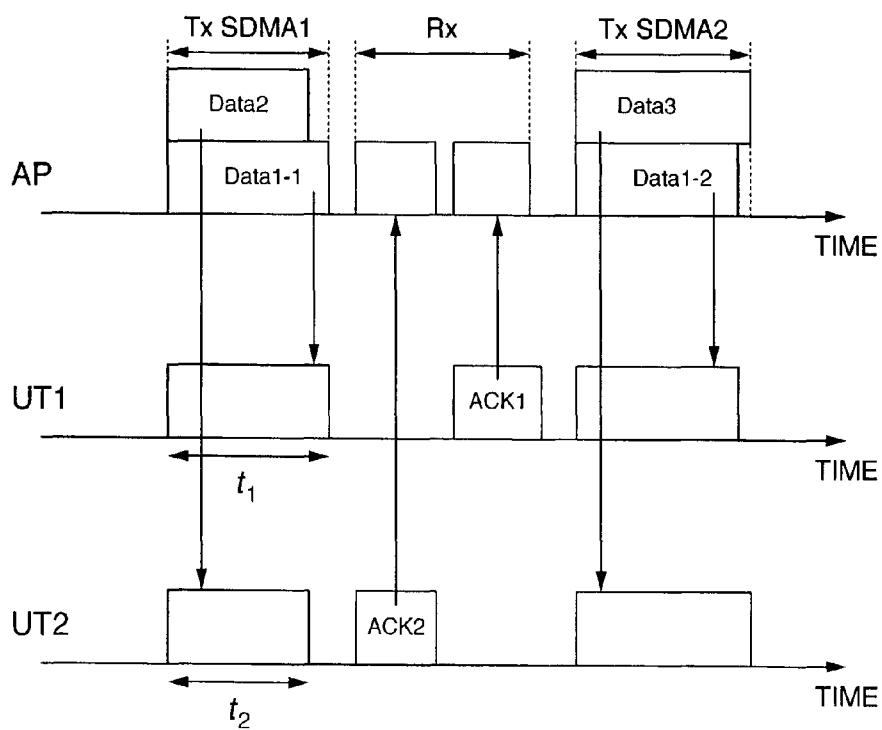 Tx SDMA1
Rx
Tx SDMA2
Data2
Data3
AP
Data1-1
Data1-2
TIME
UT1
ACK1
TIME
t1
UT2
ACK2
TIME
t2